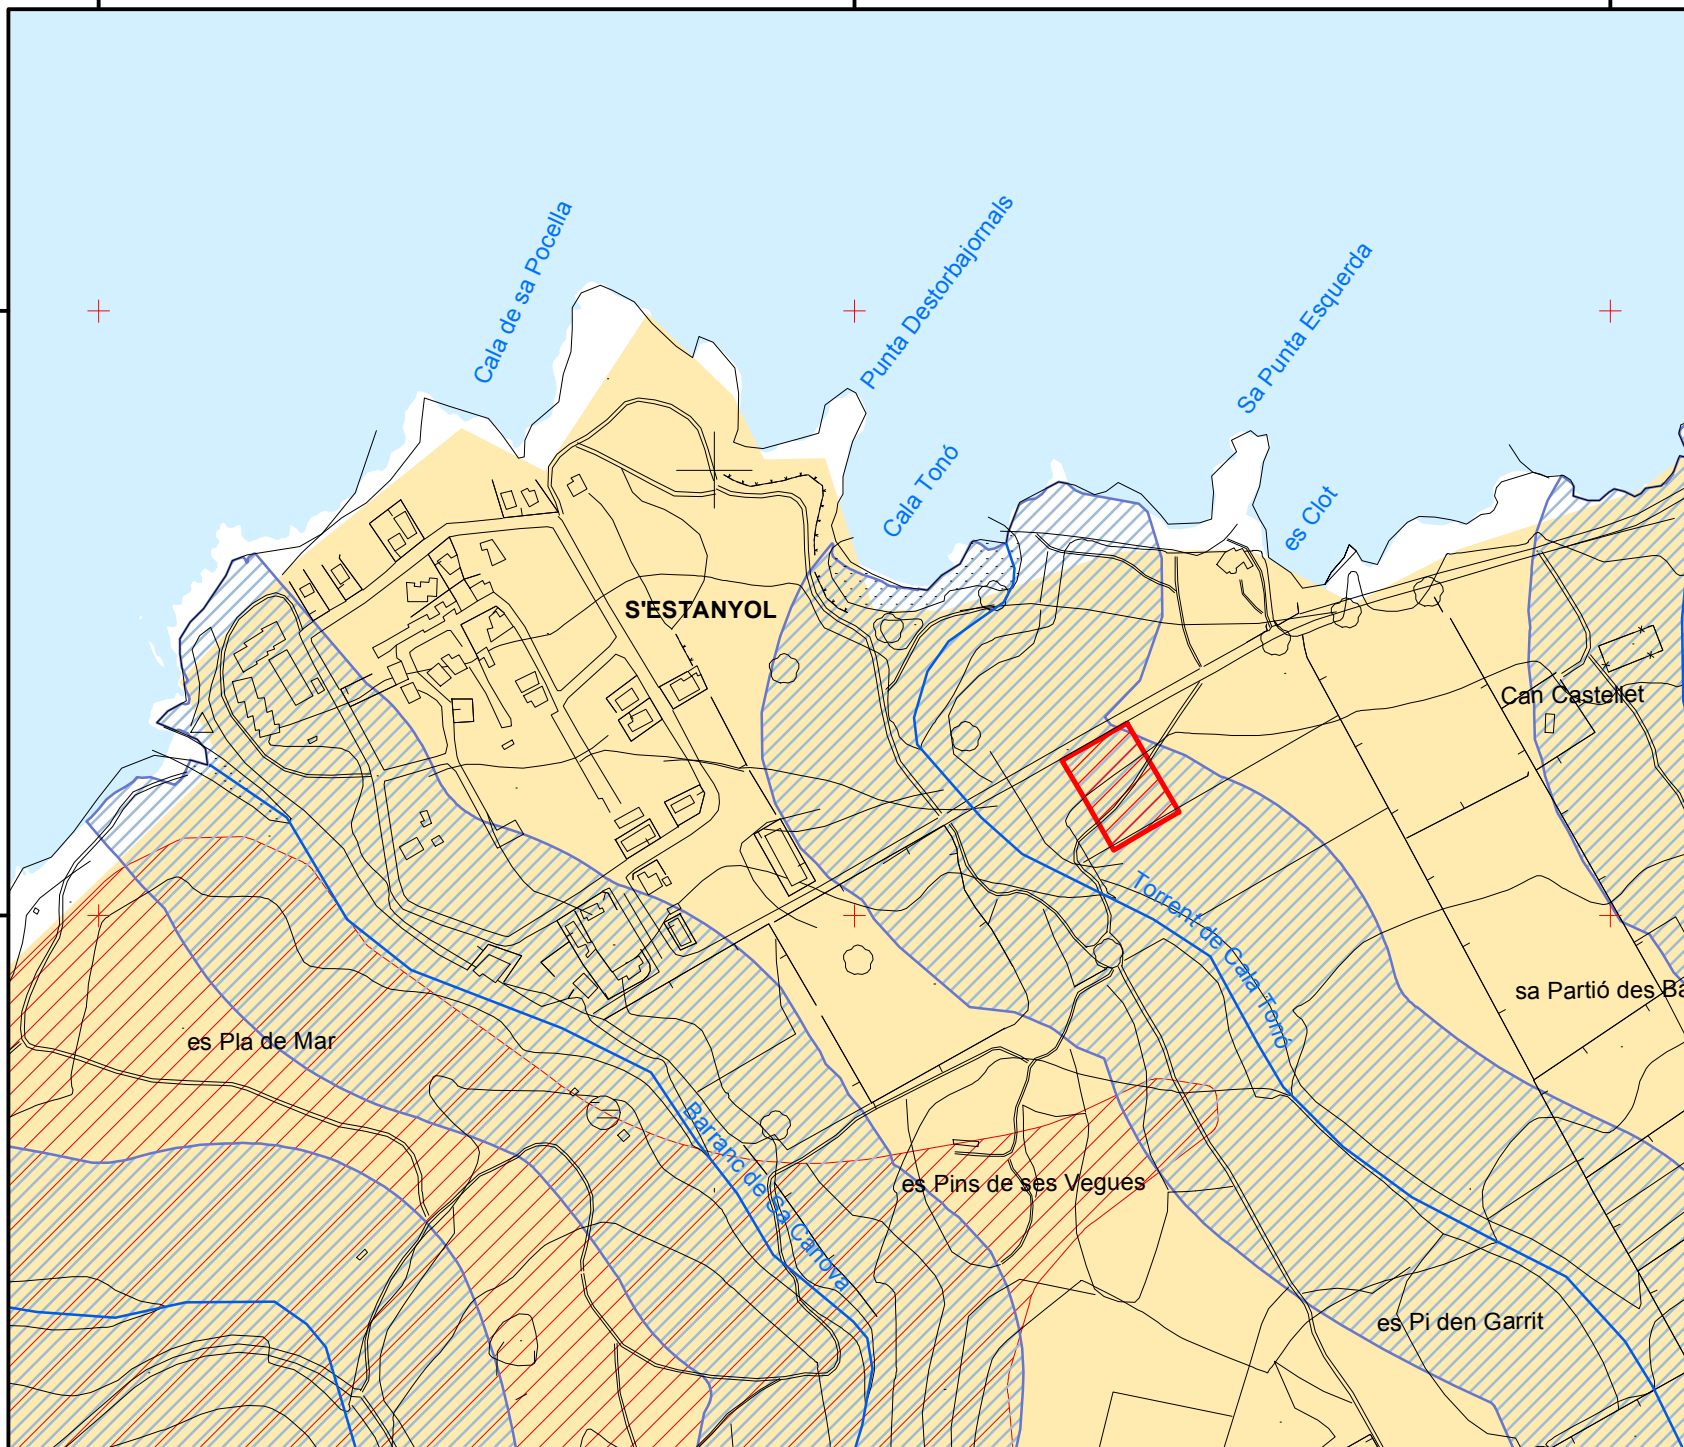 Cala de sa Pocella
Punta Destorbajornals
Sa Punta Esquerda
Cala Tonó
es Clot
S'ESTANYOL
Can Castellet
Torrent de Cala Tonó
sa Partió des Ba
es Pla de Mar
Barranc de Sa Canova
es Pins de ses Vegues
es Pi den Garrit